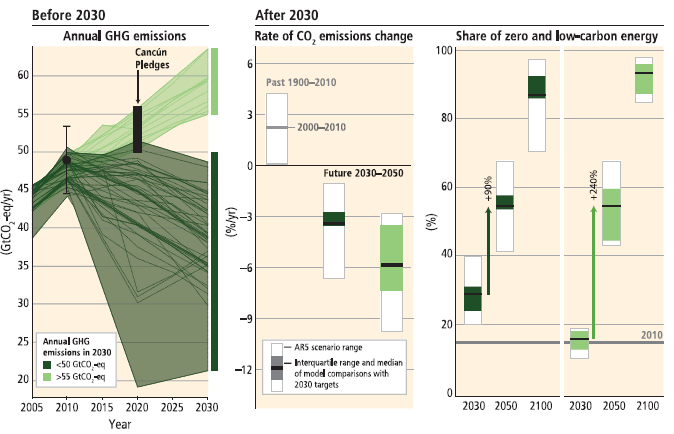 Before 2030
After 2030
Annual GHG emissions
Rate of CO₂ emissions change
Share of zero and low-carbon energy
(GtCO₂-eq/yr)
60
55
50
45
40
35
30
25
20
Cancún
Pledges
Annual GHG
emissions in 2030
<50 GtCO₂-eq
>55 GtCO₂-eq
2005 2010 2015 2020 2025 2030
Year
(%/yr)
6
3
0
−3
−6
−9
−12
Past 1900–2010
2000–2010
Future 2030–2050
AR5 scenario range
Interquartile range and median
of model comparisons with
2030 targets
(%)
100
80
60
40
20
0
+90%
+240%
2010
2030 2050 2100 2030 2050 2100